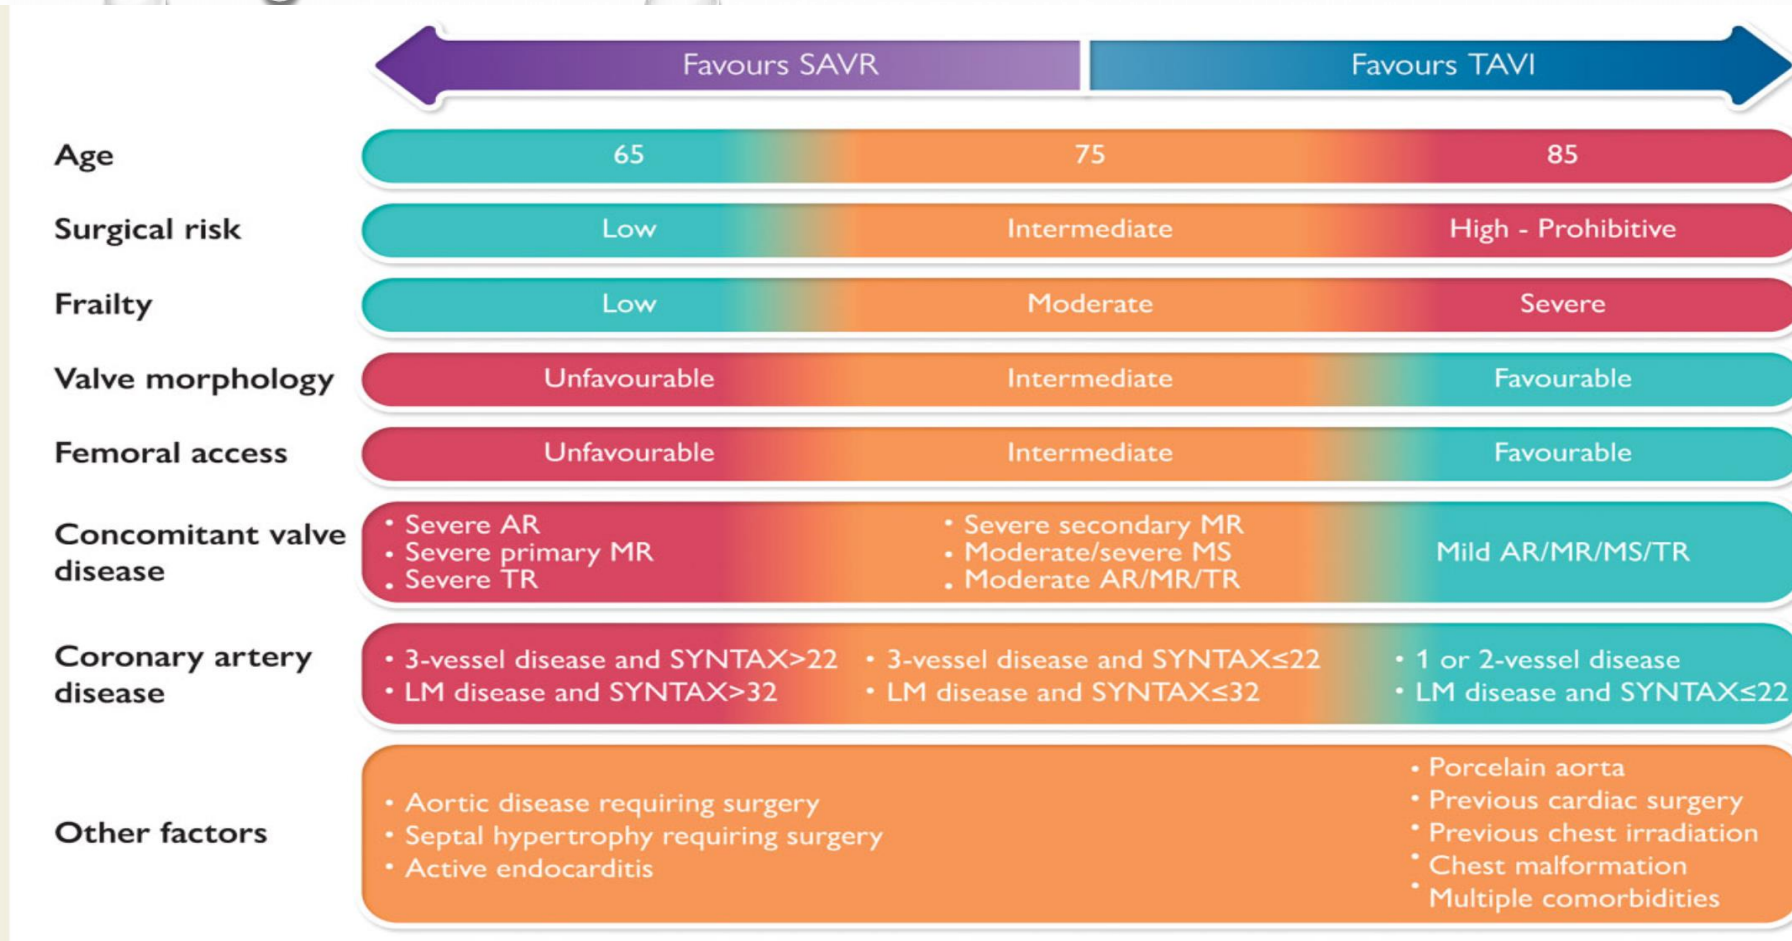 Favours SAVR
Favours TAVI
Age
65
75
85
Surgical risk
Low
Intermediate
High - Prohibitive
Frailty
Low
Moderate
Severe
Valve morphology
Unfavourable
Intermediate
Favourable
Femoral access
Unfavourable
Intermediate
Favourable
Concomitant valve
disease
• Severe AR
• Severe primary MR
• Severe TR
• Severe secondary MR
• Moderate/severe MS
• Moderate AR/MR/TR
Mild AR/MR/MS/TR
Coronary artery
disease
• 3-vessel disease and SYNTAX>22
• LM disease and SYNTAX>32
• 3-vessel disease and SYNTAX≤22
• LM disease and SYNTAX≤32
• 1 or 2-vessel disease
• LM disease and SYNTAX≤22
Other factors
• Aortic disease requiring surgery
• Septal hypertrophy requiring surgery
• Active endocarditis
• Porcelain aorta
• Previous cardiac surgery
• Previous chest irradiation
• Chest malformation
• Multiple comorbidities